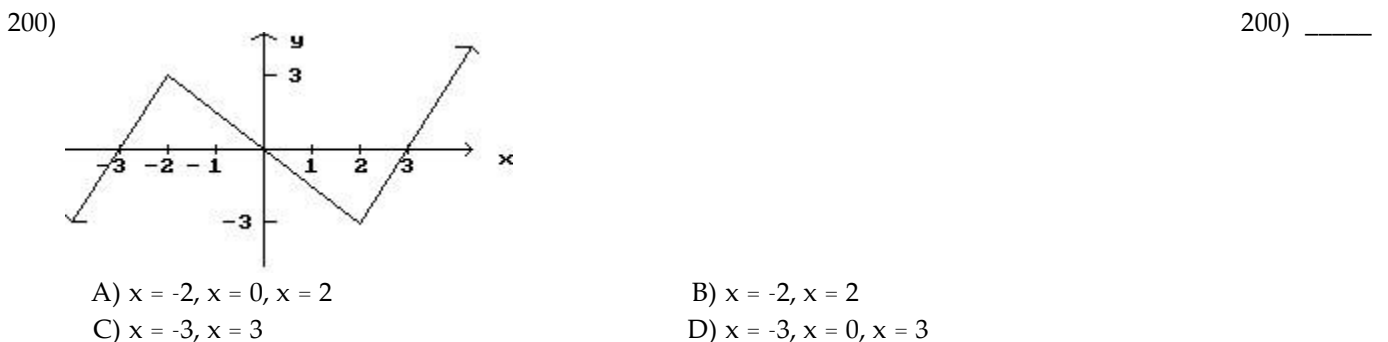 200) 200) _____
y
3
-3 -2 - 1 1 2 3 x
-3
A) x = -2, x = 0, x = 2 B) x = -2, x = 2
C) x = -3, x = 3 D) x = -3, x = 0, x = 3